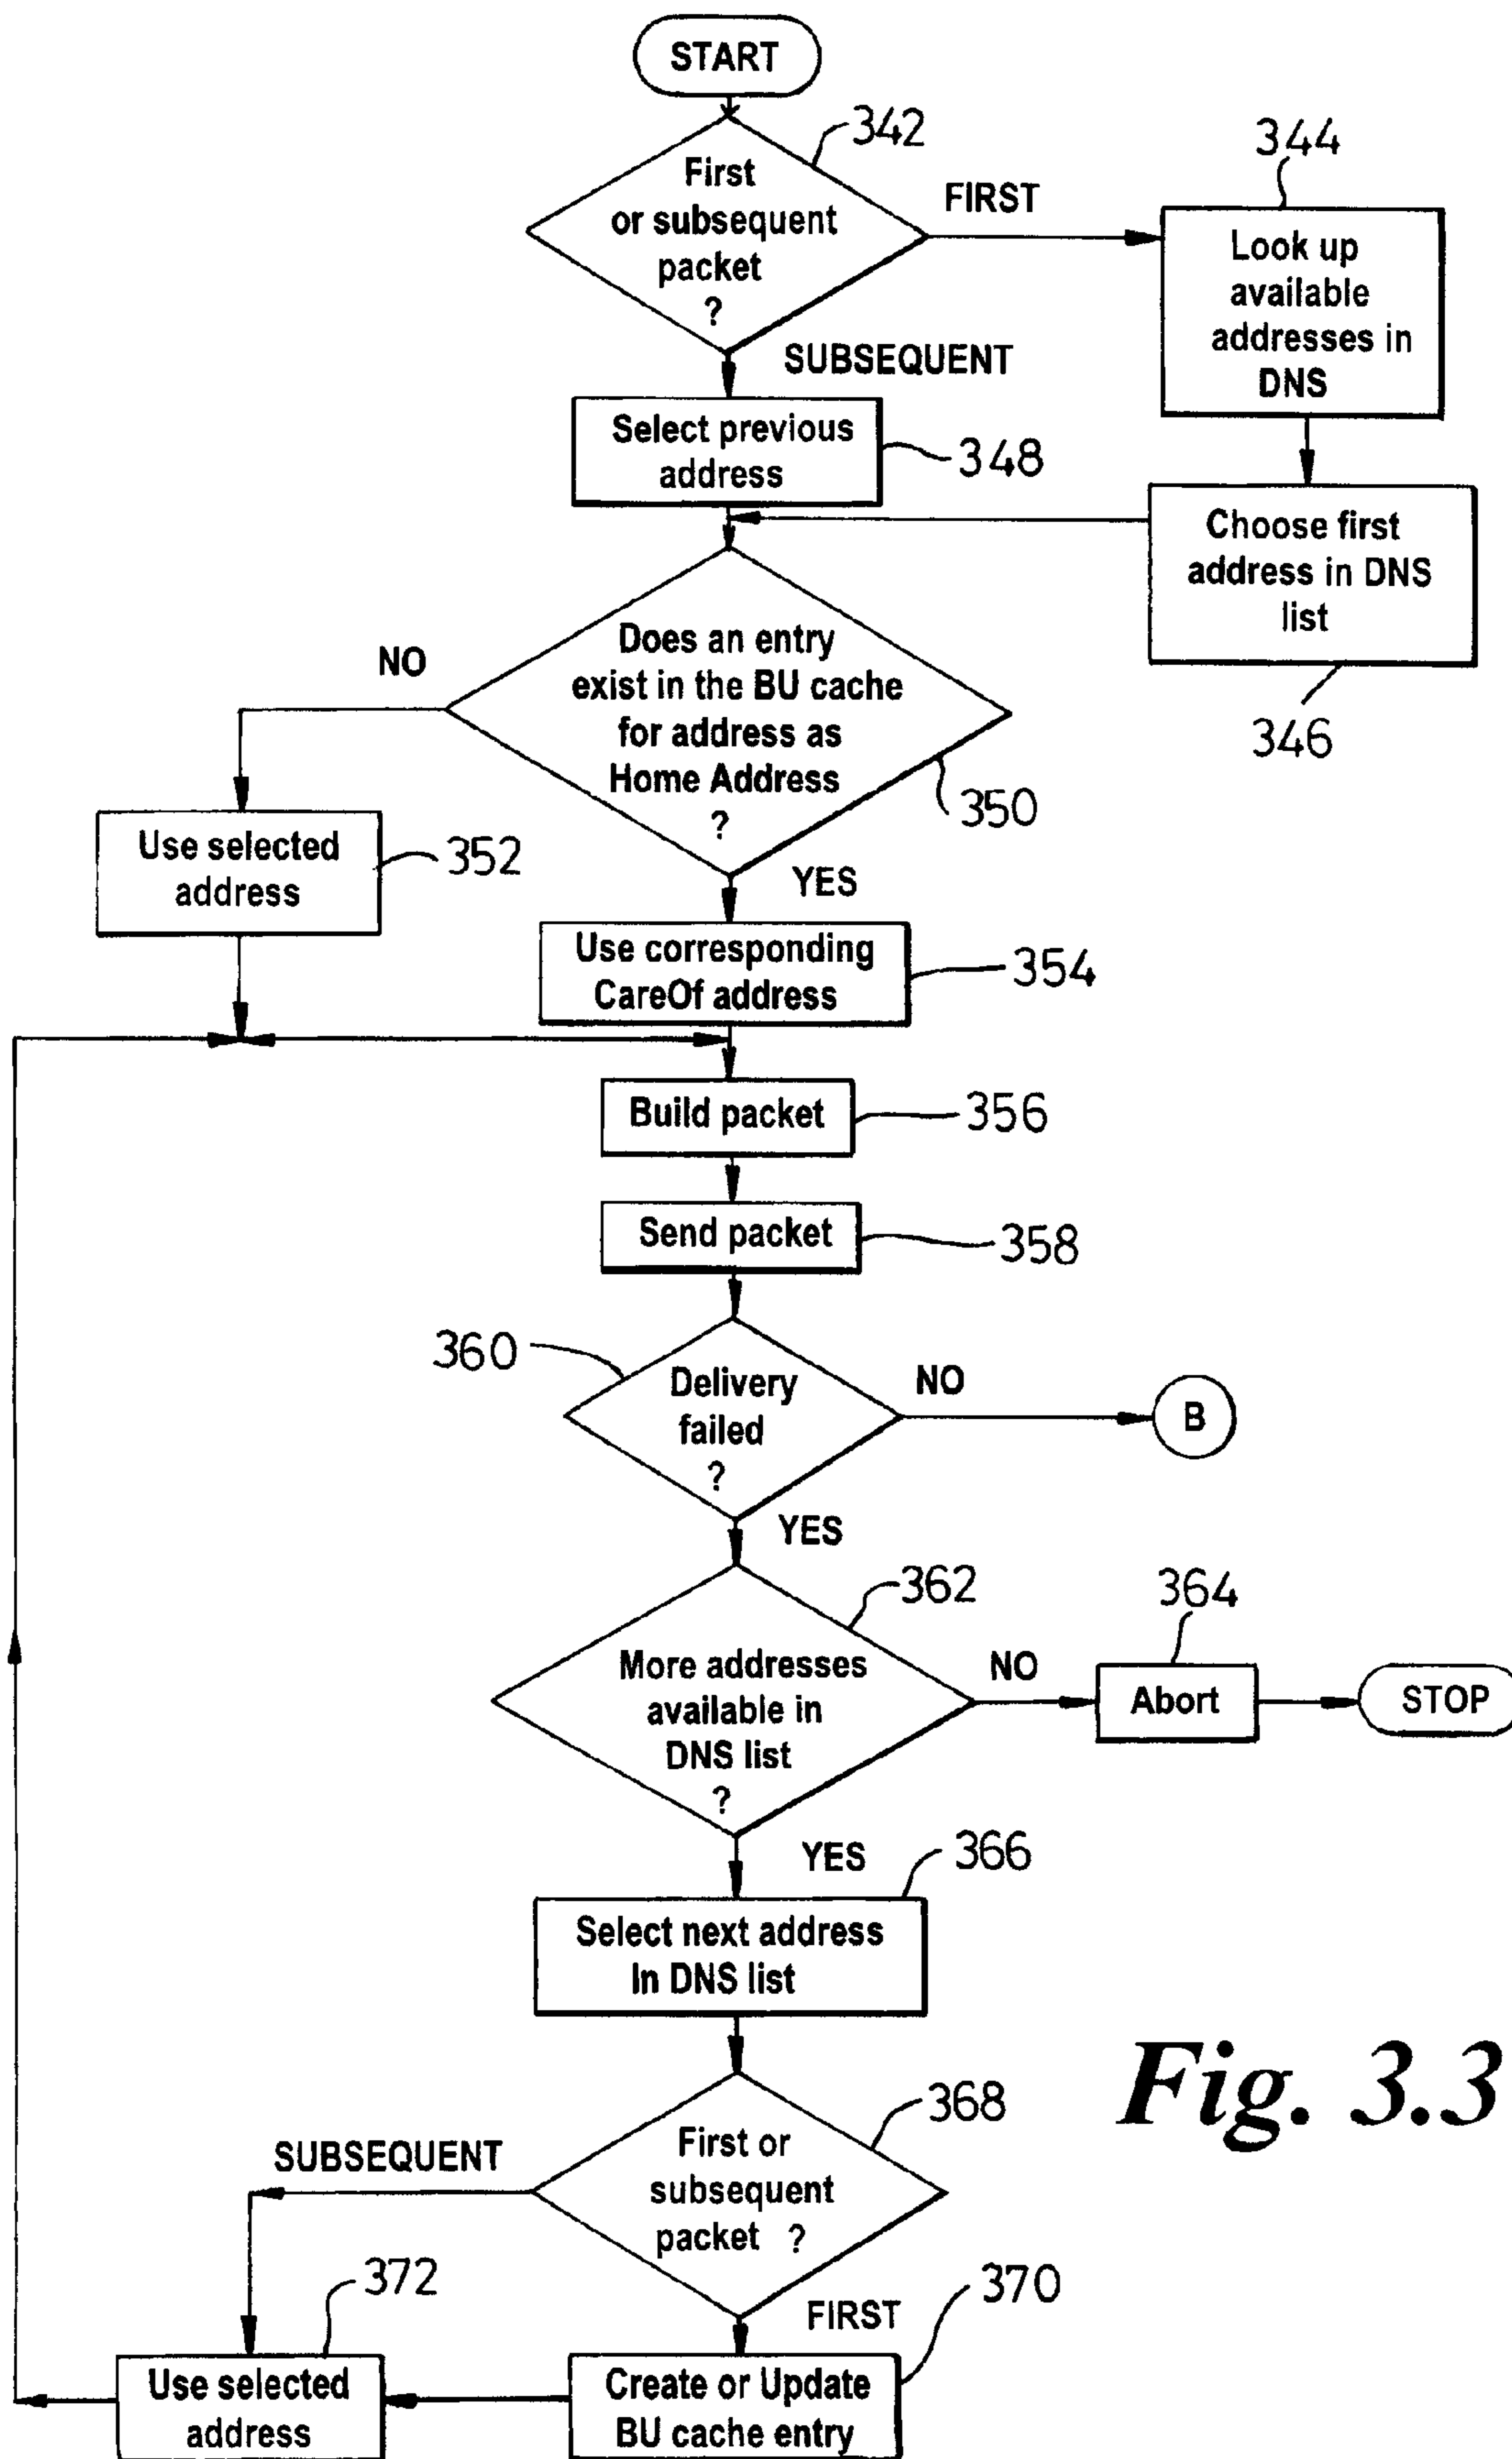 START
342
First
or subsequent
packet
?
FIRST
344
Look up
available
addresses in
DNS
SUBSEQUENT
Select previous
address
348
Choose first
address in DNS
list
346
Does an entry
exist in the BU cache
for address as
Home Address
?
350
NO
Use selected
address
352
YES
Use corresponding
CareOf address
354
Build packet
356
Send packet
358
360
Delivery
failed
?
NO
B
YES
362
More addresses
available in
DNS list
?
NO
364
Abort
STOP
YES
366
Select next address
In DNS list
Fig. 3.3
368
First or
subsequent
packet ?
SUBSEQUENT
372
FIRST
370
Use selected
address
Create or Update
BU cache entry